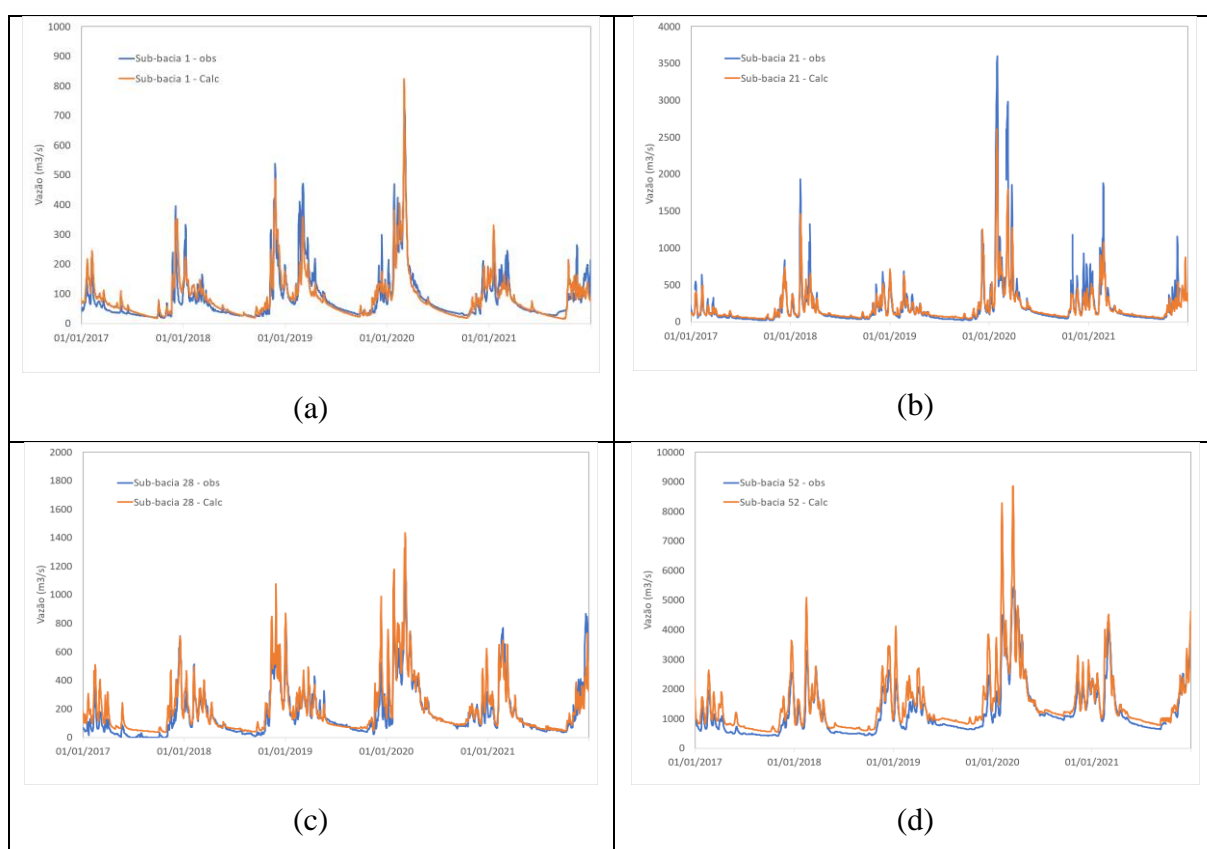 1000
900
800
700
600
500
400
300
200
100
0
Vazão (m3/s)
Sub-bacia 1 - obs
Sub-bacia 1 - Calc
01/01/2017 01/01/2018 01/01/2019 01/01/2020 01/01/2021
(a)
4000
3500
3000
2500
2000
1500
1000
500
0
Vazão (m3/s)
Sub-bacia 21 - obs
Sub-bacia 21 - Calc
01/01/2017 01/01/2018 01/01/2019 01/01/2020 01/01/2021
(b)
2000
1800
1600
1400
1200
1000
800
600
400
200
0
Vazão (m3/s)
Sub-bacia 28 - obs
Sub-bacia 28 - Calc
01/01/2017 01/01/2018 01/01/2019 01/01/2020 01/01/2021
(c)
10000
9000
8000
7000
6000
5000
4000
3000
2000
1000
0
Vazão (m3/s)
Sub-bacia 52 - obs
Sub-bacia 52 - Calc
01/01/2017 01/01/2018 01/01/2019 01/01/2020 01/01/2021
(d)